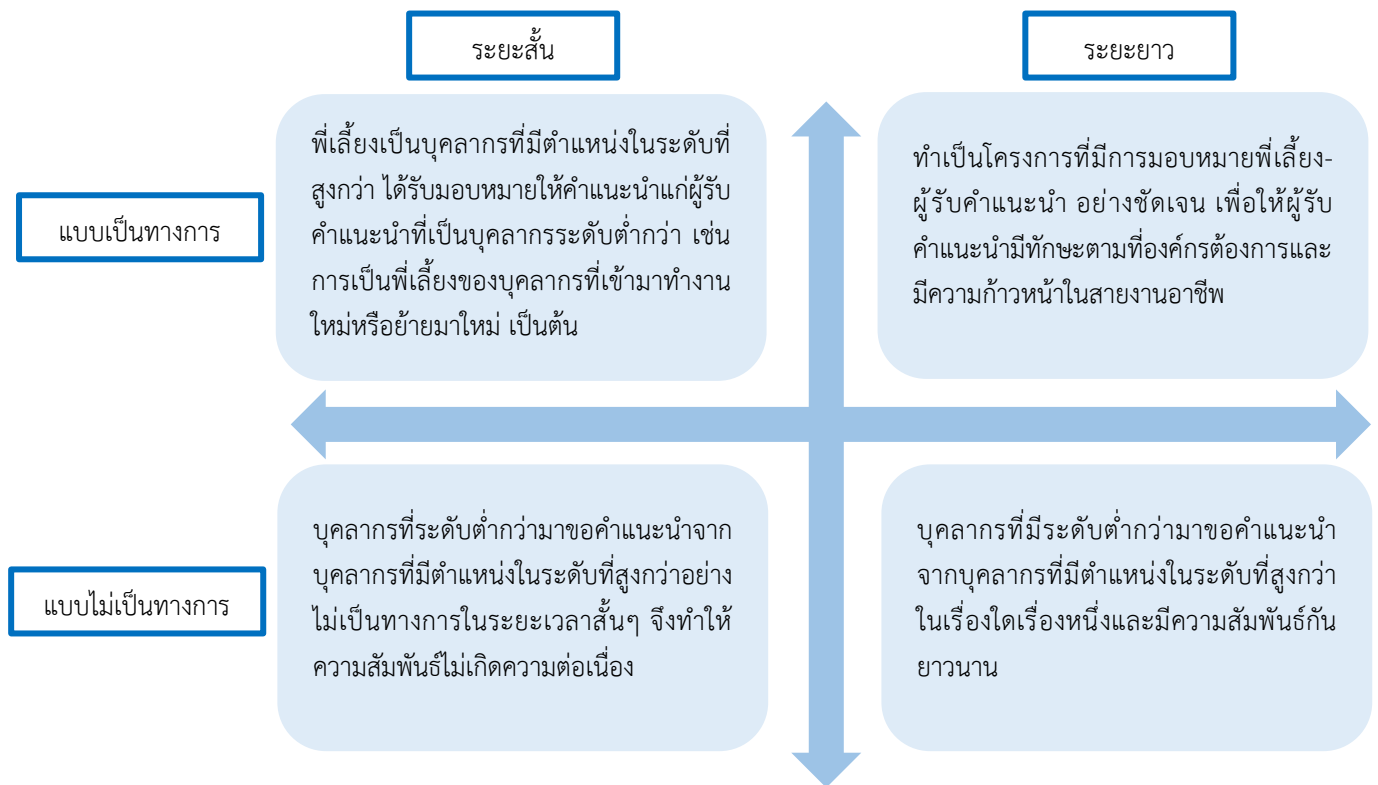 ระยะสั้น
ระยะยาว
แบบเป็นทางการ
พี่เลี้ยงเป็นบุคลากรที่มีตำแหน่งในระดับที่
สูงกว่า ได้รับมอบหมายให้คำแนะนำแก่ผู้รับ
คำแนะนำที่เป็นบุคลากรระดับต่ำกว่า เช่น
การเป็นพี่เลี้ยงของบุคลากรที่เข้ามาทำงาน
ใหม่หรือย้ายมาใหม่ เป็นต้น
ทำเป็นโครงการที่มีการมอบหมายพี่เลี้ยง-
ผู้รับคำแนะนำ อย่างชัดเจน เพื่อให้ผู้รับ
คำแนะนำมีทักษะตามที่องค์กรต้องการและ
มีความก้าวหน้าในสายงานอาชีพ
แบบไม่เป็นทางการ
บุคลากรที่ระดับต่ำกว่ามาขอคำแนะนำจาก
บุคลากรที่มีตำแหน่งในระดับที่สูงกว่าอย่าง
ไม่เป็นทางการในระยะเวลาสั้นๆ จึงทำให้
ความสัมพันธ์ไม่เกิดความต่อเนื่อง
บุคลากรที่มีระดับต่ำกว่ามาขอคำแนะนำ
จากบุคลากรที่มีตำแหน่งในระดับที่สูงกว่า
ในเรื่องใดเรื่องหนึ่งและมีความสัมพันธ์กัน
ยาวนาน